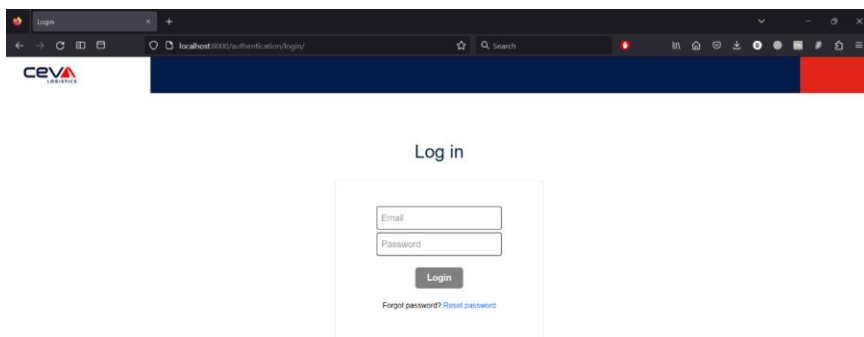 Login
localhost:8000/authentication/login/
Search
CEVA
LOGISTICS
Log in
Email
Password
Login
Forgot password? Reset password